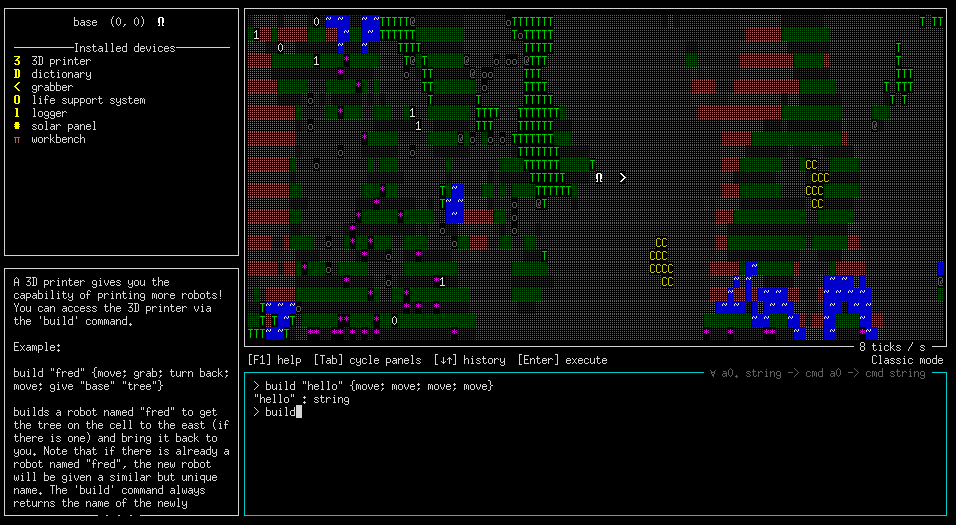 base (0, 0) Ω
Installed devices
3 3D printer
D dictionary
< grabber
O life support system
l logger
# solar panel
π workbench
A 3D printer gives you the
capability of printing more robots!
You can access the 3D printer via
the 'build' command.
Example:
build "fred" {move; grab; turn back;
move; give "base" "tree"}
builds a robot named "fred" to get
the tree on the cell to the east (if
there is one) and bring it back to
you. Note that if there is already a
robot named "fred", the new robot
will be given a similar but unique
name. The 'build' command always
returns the name of the newly
8 ticks / s
[F1] help [Tab] cycle panels [↓↑] history [Enter] execute
Classic mode
∀ a0. string -> cmd a0 -> cmd string
> build "hello" {move; move; move; move}
"hello" : string
> build